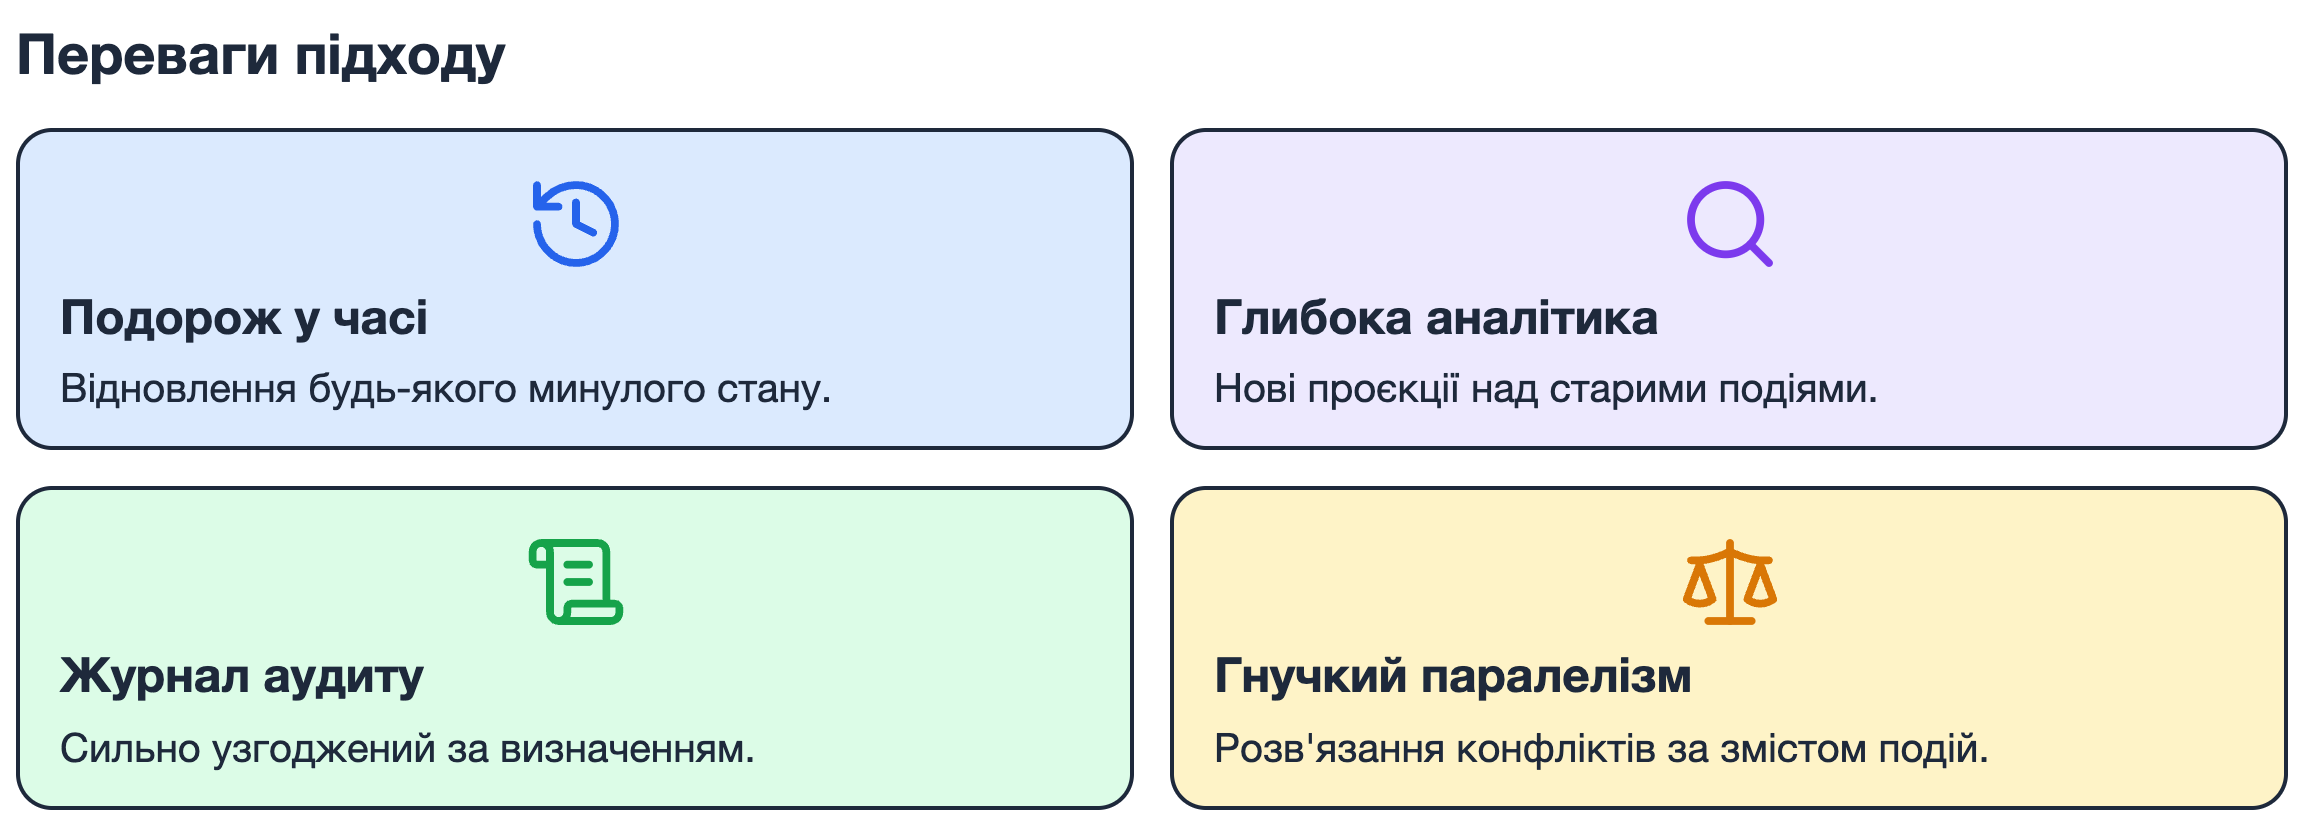 Переваги підходу
Подорож у часі
Відновлення будь-якого минулого стану.
Глибока аналітика
Нові проєкції над старими подіями.
Журнал аудиту
Сильно узгоджений за визначенням.
Гнучкий паралелізм
Розв'язання конфліктів за змістом подій.